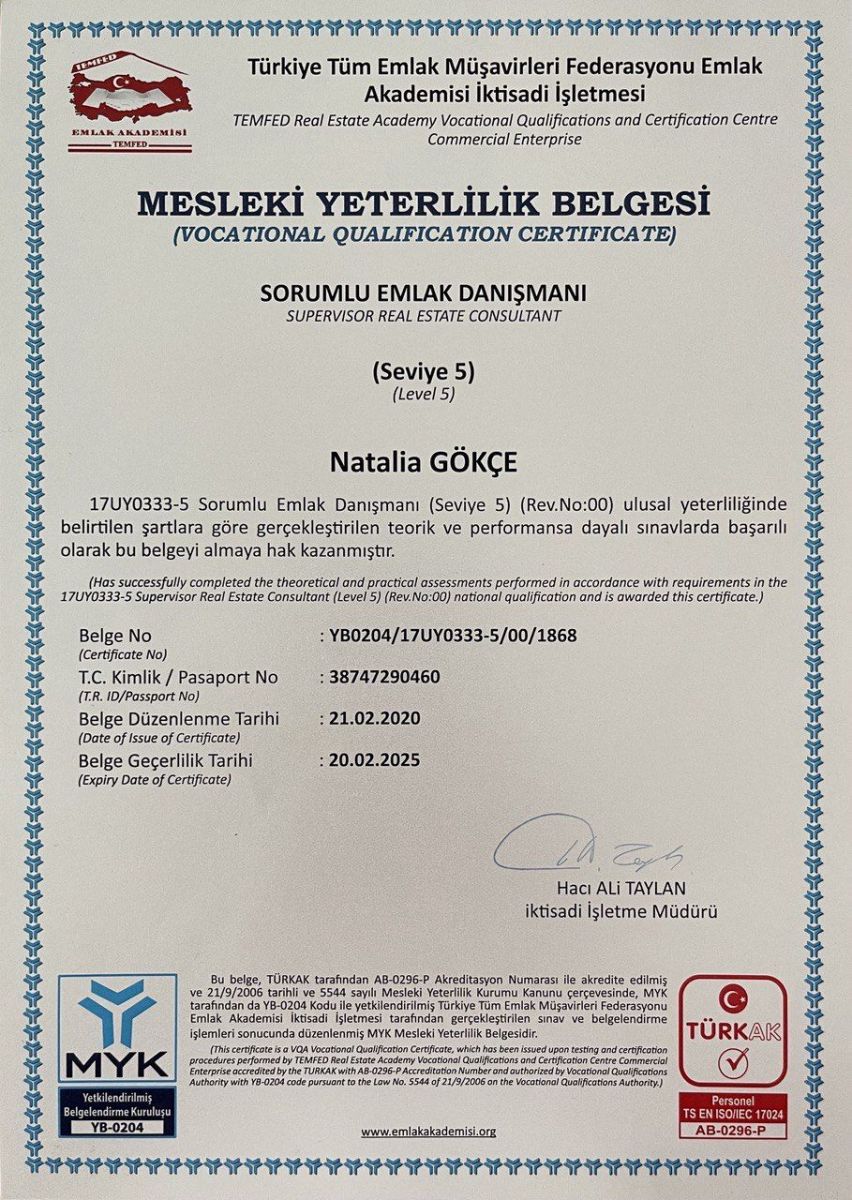 TEMFED
EMLAK AKADEMİSİ
TEMFED
Türkiye Tüm Emlak Müşavirleri Federasyonu Emlak
Akademisi İktisadi İşletmesi
TEMFED Real Estate Academy Vocational Qualifications and Certification Centre
Commercial Enterprise
MESLEKİ YETERLİLİK BELGESİ
(VOCATIONAL QUALIFICATION CERTIFICATE)
SORUMLU EMLAK DANIŞMANI
SUPERVISOR REAL ESTATE CONSULTANT
(Seviye 5)
(Level 5)
Natalia GÖKÇE
17UY0333-5 Sorumlu Emlak Danışmanı (Seviye 5) (Rev.No:00) ulusal yeterliliğinde
belirtilen şartlara göre gerçekleştirilen teorik ve performansa dayalı sınavlarda başarılı
olarak bu belgeyi almaya hak kazanmıştır.
(Has successfully completed the theoretical and practical assessments performed in accordance with requirements in the
17UY0333-5 Supervisor Real Estate Consultant (Level 5) (Rev.No:00) national qualification and is awarded this certificate.)
Belge No : YB0204/17UY0333-5/00/1868
(Certificate No)
T.C. Kimlik / Pasaport No : 38747290460
(T.R. ID/Passport No)
Belge Düzenlenme Tarihi : 21.02.2020
(Date of Issue of Certificate)
Belge Geçerlilik Tarihi : 20.02.2025
(Expiry Date of Certificate)
Hacı ALi TAYLAN
iktisadi İşletme Müdürü
Bu belge, TÜRKAK tarafından AB-0296-P Akreditasyon Numarası ile akredite edilmiş
ve 21/9/2006 tarihli ve 5544 sayılı Mesleki Yeterlilik Kurumu Kanunu çerçevesinde, MYK
tarafından da YB-0204 Kodu ile yetkilendirilmiş Türkiye Tüm Emlak Müşavirleri Federasyonu
Emlak Akademisi İktisadi İşletmesi tarafından gerçekleştirilen sınav ve belgelendirme
işlemleri sonucunda düzenlenmiş MYK Mesleki Yeterlilik Belgesidir.
(This certificate is a VQA Vocational Qualification Certificate, which has been issued upon testing and certification
procedures performed by TEMFED Real Estate Academy Vocational Qualifications and Certification Centre Commercial
Enterprise accredited by the TURKAK with AB-0296-P Accreditation Number and authorized by Vocational Qualifications
Authority with YB-0204 code pursuant to the Law No. 5544 of 21/9/2006 on the Vocational Qualifications Authority.)
MYK
Yetkilendirilmiş
Belgelendirme Kuruluşu
YB-0204
TÜRKAK
Personel
TS EN ISO/IEC 17024
AB-0296-P
www.emlakakademisi.org